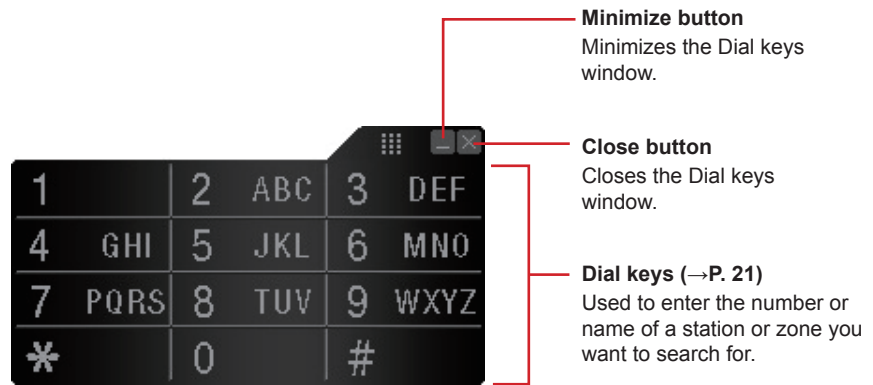 Minimize button
Minimizes the Dial keys
window.
Close button
Closes the Dial keys
window.
1 2 ABC 3 DEF
4 GHI 5 JKL 6 MNO
7 PQRS 8 TUV 9 WXYZ
* 0 #
Dial keys (→P. 21)
Used to enter the number or
name of a station or zone you
want to search for.